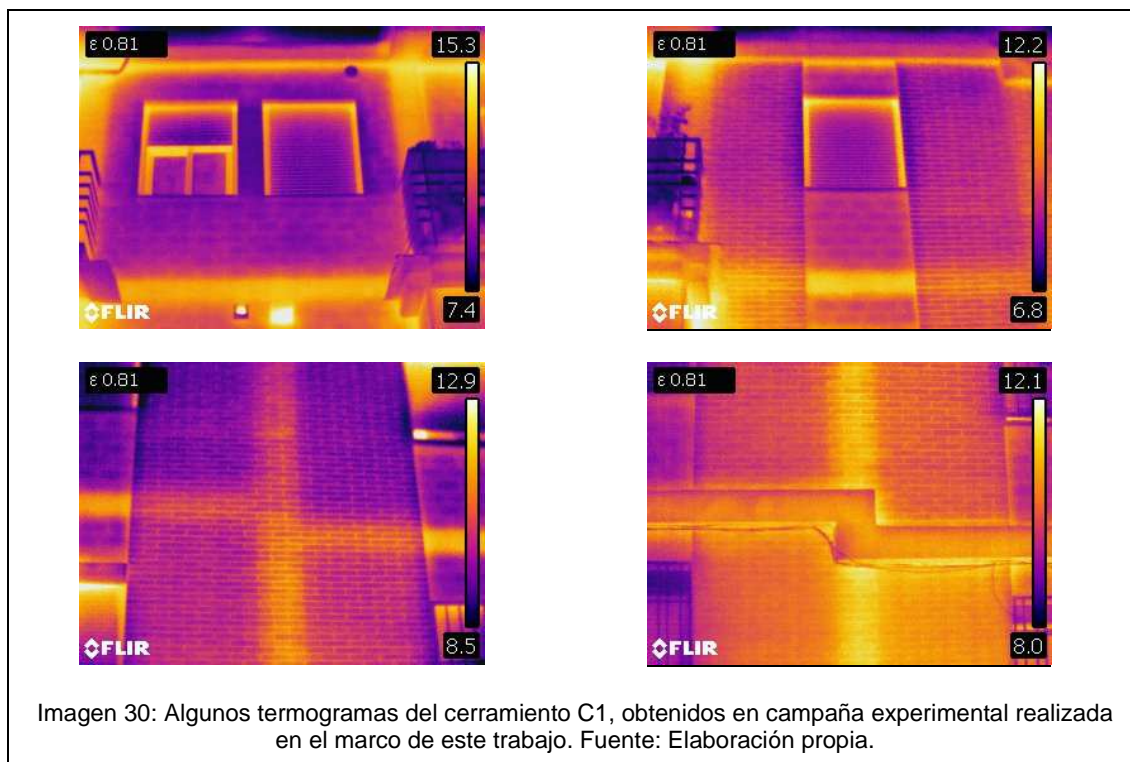 ε 0.81
15.3
7.4
FLIR
ε 0.81
12.2
6.8
FLIR
ε 0.81
12.9
8.5
FLIR
ε 0.81
12.1
8.0
FLIR
Imagen 30: Algunos termogramas del cerramiento C1, obtenidos en campaña experimental realizada
en el marco de este trabajo. Fuente: Elaboración propia.